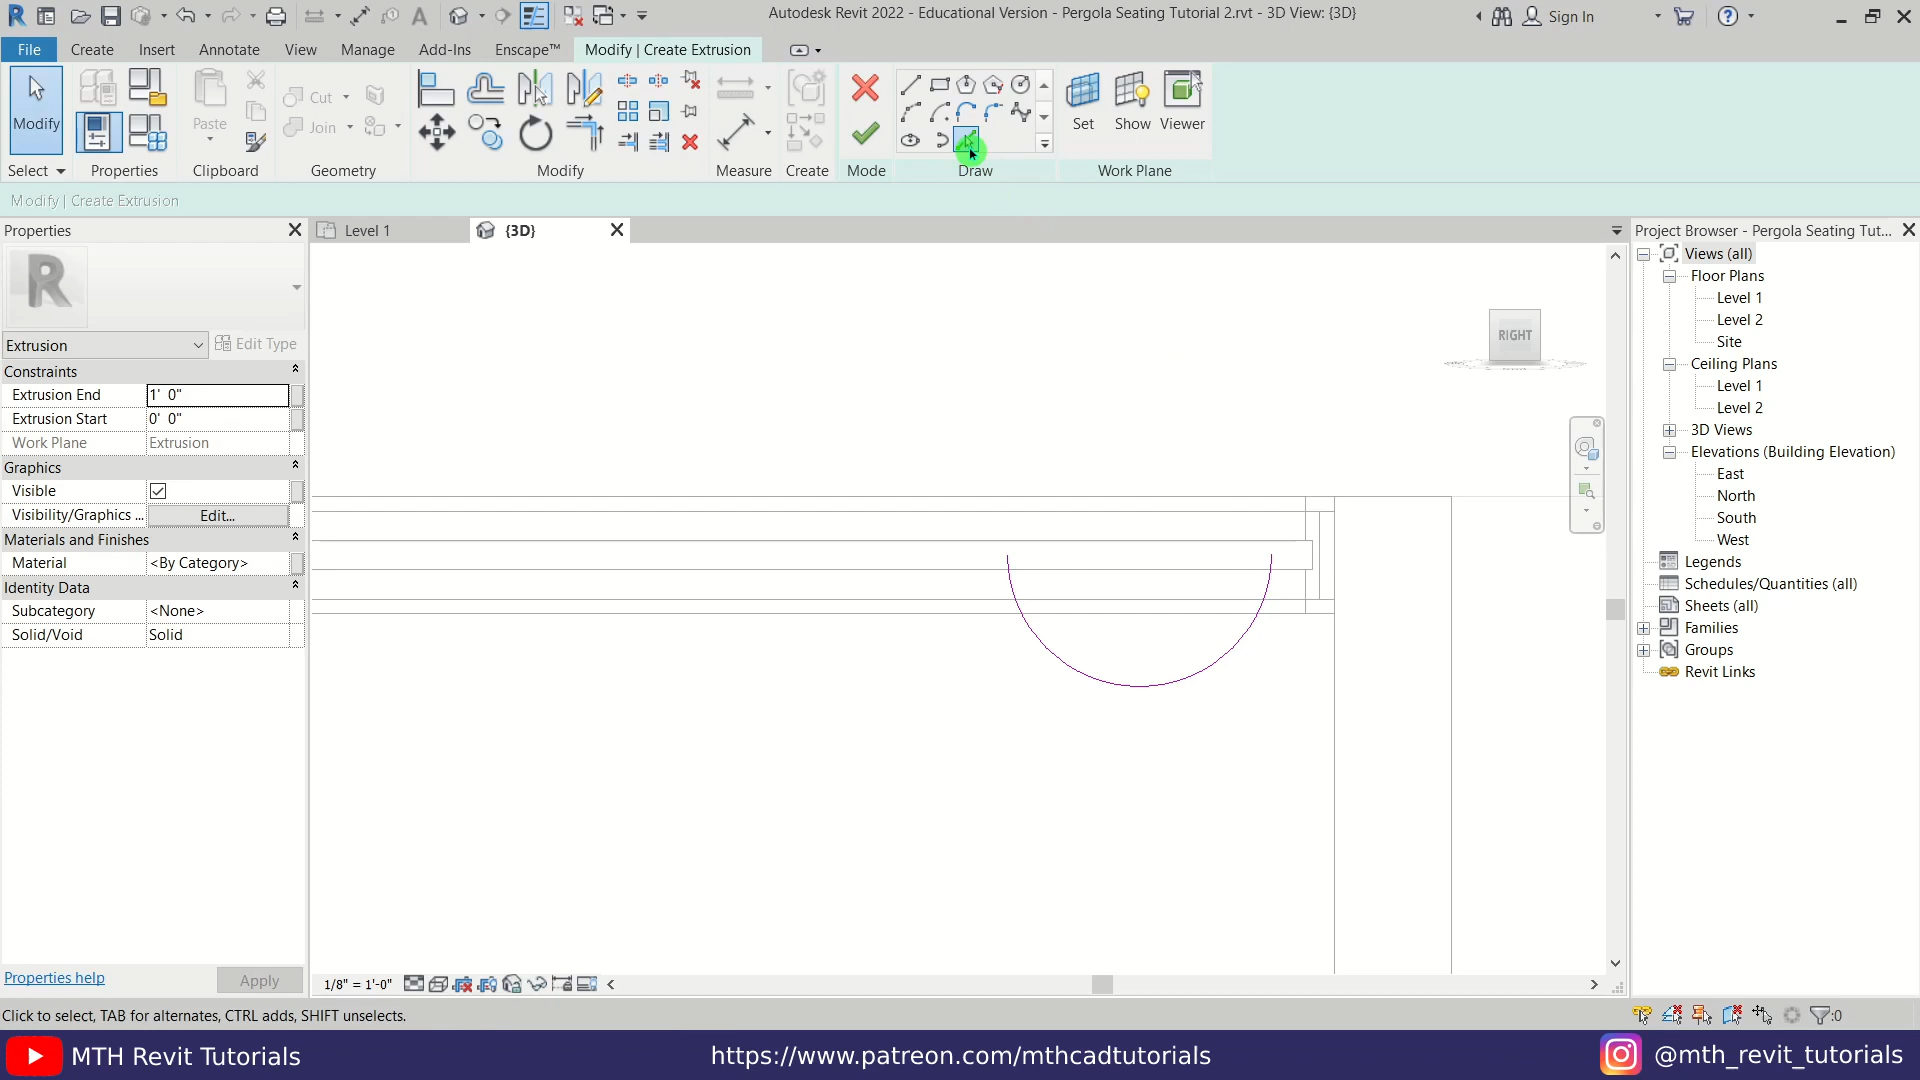 Autodesk Revit 2022 - Educational Version - Pergola Seating Tutorial 2.rvt - 3D View: {3D}
Sign In
File
Create
Insert
Annotate
View
Manage
Add-Ins
Enscape™
Modify | Create Extrusion
Modify
Paste
Cut
Join
Set
Show
Viewer
Select
Properties
Clipboard
Geometry
Modify
Measure
Create
Mode
Draw
Work Plane
Modify | Create Extrusion
Properties
Level 1
{3D}
Project Browser - Pergola Seating Tut...
Extrusion
Edit Type
Constraints
Extrusion End 1' 0"
Extrusion Start 0' 0"
Work Plane Extrusion
Graphics
Visible
Visibility/Graphics ... Edit...
Materials and Finishes
Material <By Category>
Identity Data
Subcategory <None>
Solid/Void Solid
RIGHT
Views (all)
Floor Plans
Level 1
Level 2
Site
Ceiling Plans
Level 1
Level 2
3D Views
Elevations (Building Elevation)
East
North
South
West
Legends
Schedules/Quantities (all)
Sheets (all)
Families
Groups
Revit Links
Properties help
Apply
1/8" = 1'-0"
Click to select, TAB for alternates, CTRL adds, SHIFT unselects.
:0
MTH Revit Tutorials
https://www.patreon.com/mthcadtutorials
@mth_revit_tutorials